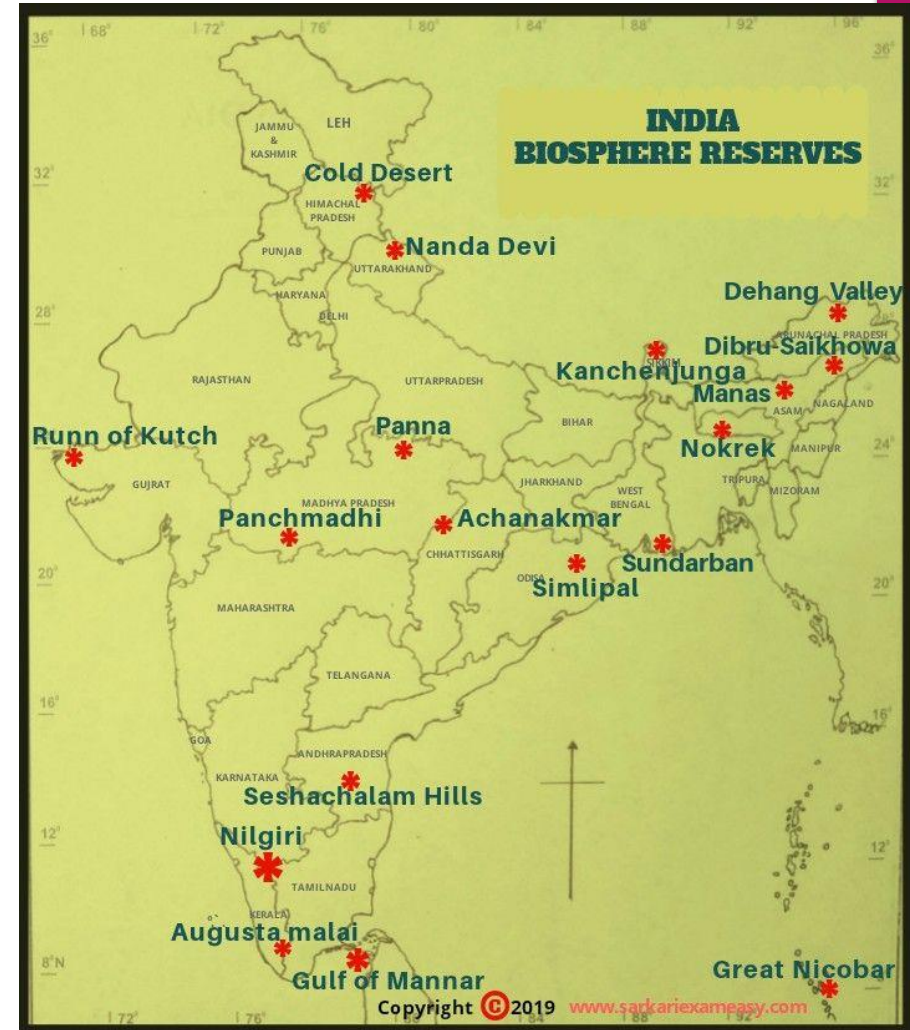 68°
72°
76°
80°
84°
88°
92°
96°
36°
36°
INDIA
BIOSPHERE RESERVES
LEH
JAMMU
&
KASHMIR
Cold Desert
32°
32°
HIMACHAL
PRADESH
Nanda Devi
PUNJAB
UTTARAKHAND
Dehang Valley
HARYANA
28°
28°
DELHI
ARUNACHAL PRADESH
Dibru-Saikhowa
SIKKIM
Kanchenjunga
RAJASTHAN
UTTARPRADESH
Manas
NAGALAND
ASAM
Runn of Kutch
Panna
BIHAR
Nokrek
MANIPUR
24°
GUJRAT
JHARKHAND
TRIPURA
WEST
BENGAL
MIZORAM
MADHYA PRADESH
Panchmadhi
Achanakmar
CHHATTISGARH
Sundarban
20°
20°
ODISA
Simlipal
MAHARASHTRA
TELANGANA
16°
16°
GOA
ANDHRAPRADESH
KARNATAKA
Seshachalam Hills
Nilgiri
12°
12°
TAMILNADU
KERALA
Augusta malai
8°N
Gulf of Mannar
Great Nicobar
Copyright © 2019 www.sarkariexameasy.com
72°
76°
88
92